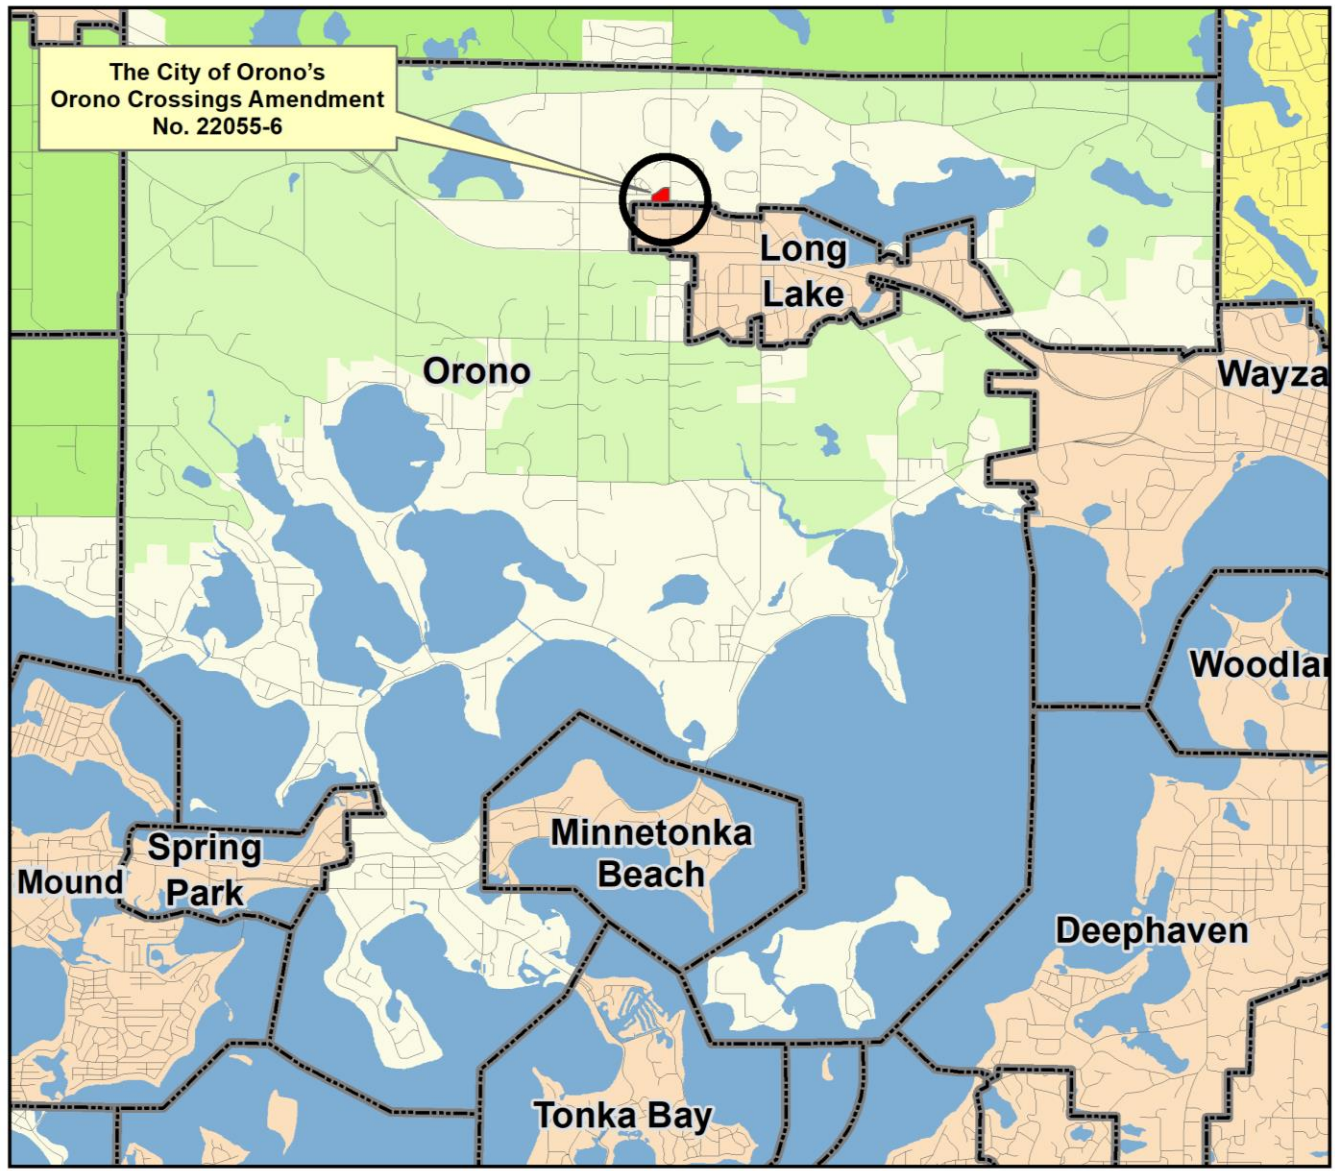 The City of Orono's
Orono Crossings Amendment
No. 22055-6
Long
Lake
Orono
Wayza
Woodlan
Minnetonka
Beach
Spring
Park
Mound
Deephaven
Tonka Bay